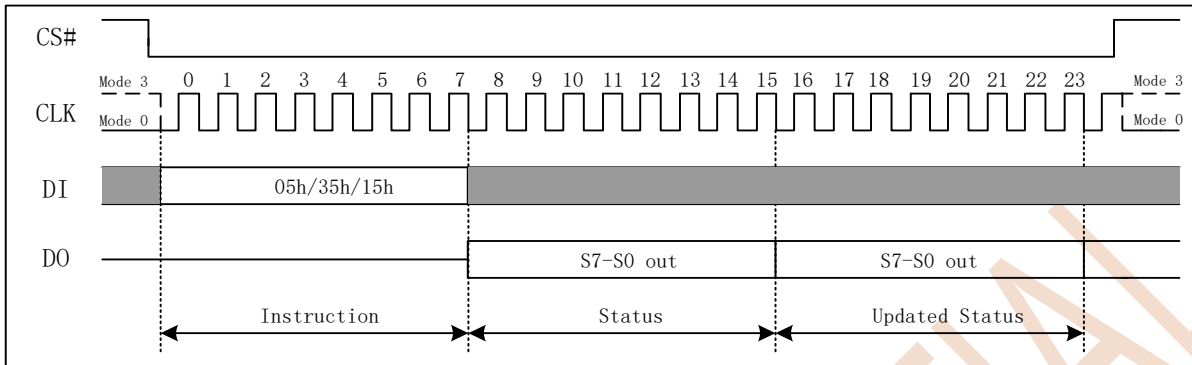 CS#
Mode 3 0 1 2 3 4 5 6 7 8 9 10 11 12 13 14 15 16 17 18 19 20 21 22 23 Mode 3
CLK
Mode 0 Mode 0
DI 05h/35h/15h
DO S7-S0 out S7-S0 out
Instruction Status Updated Status